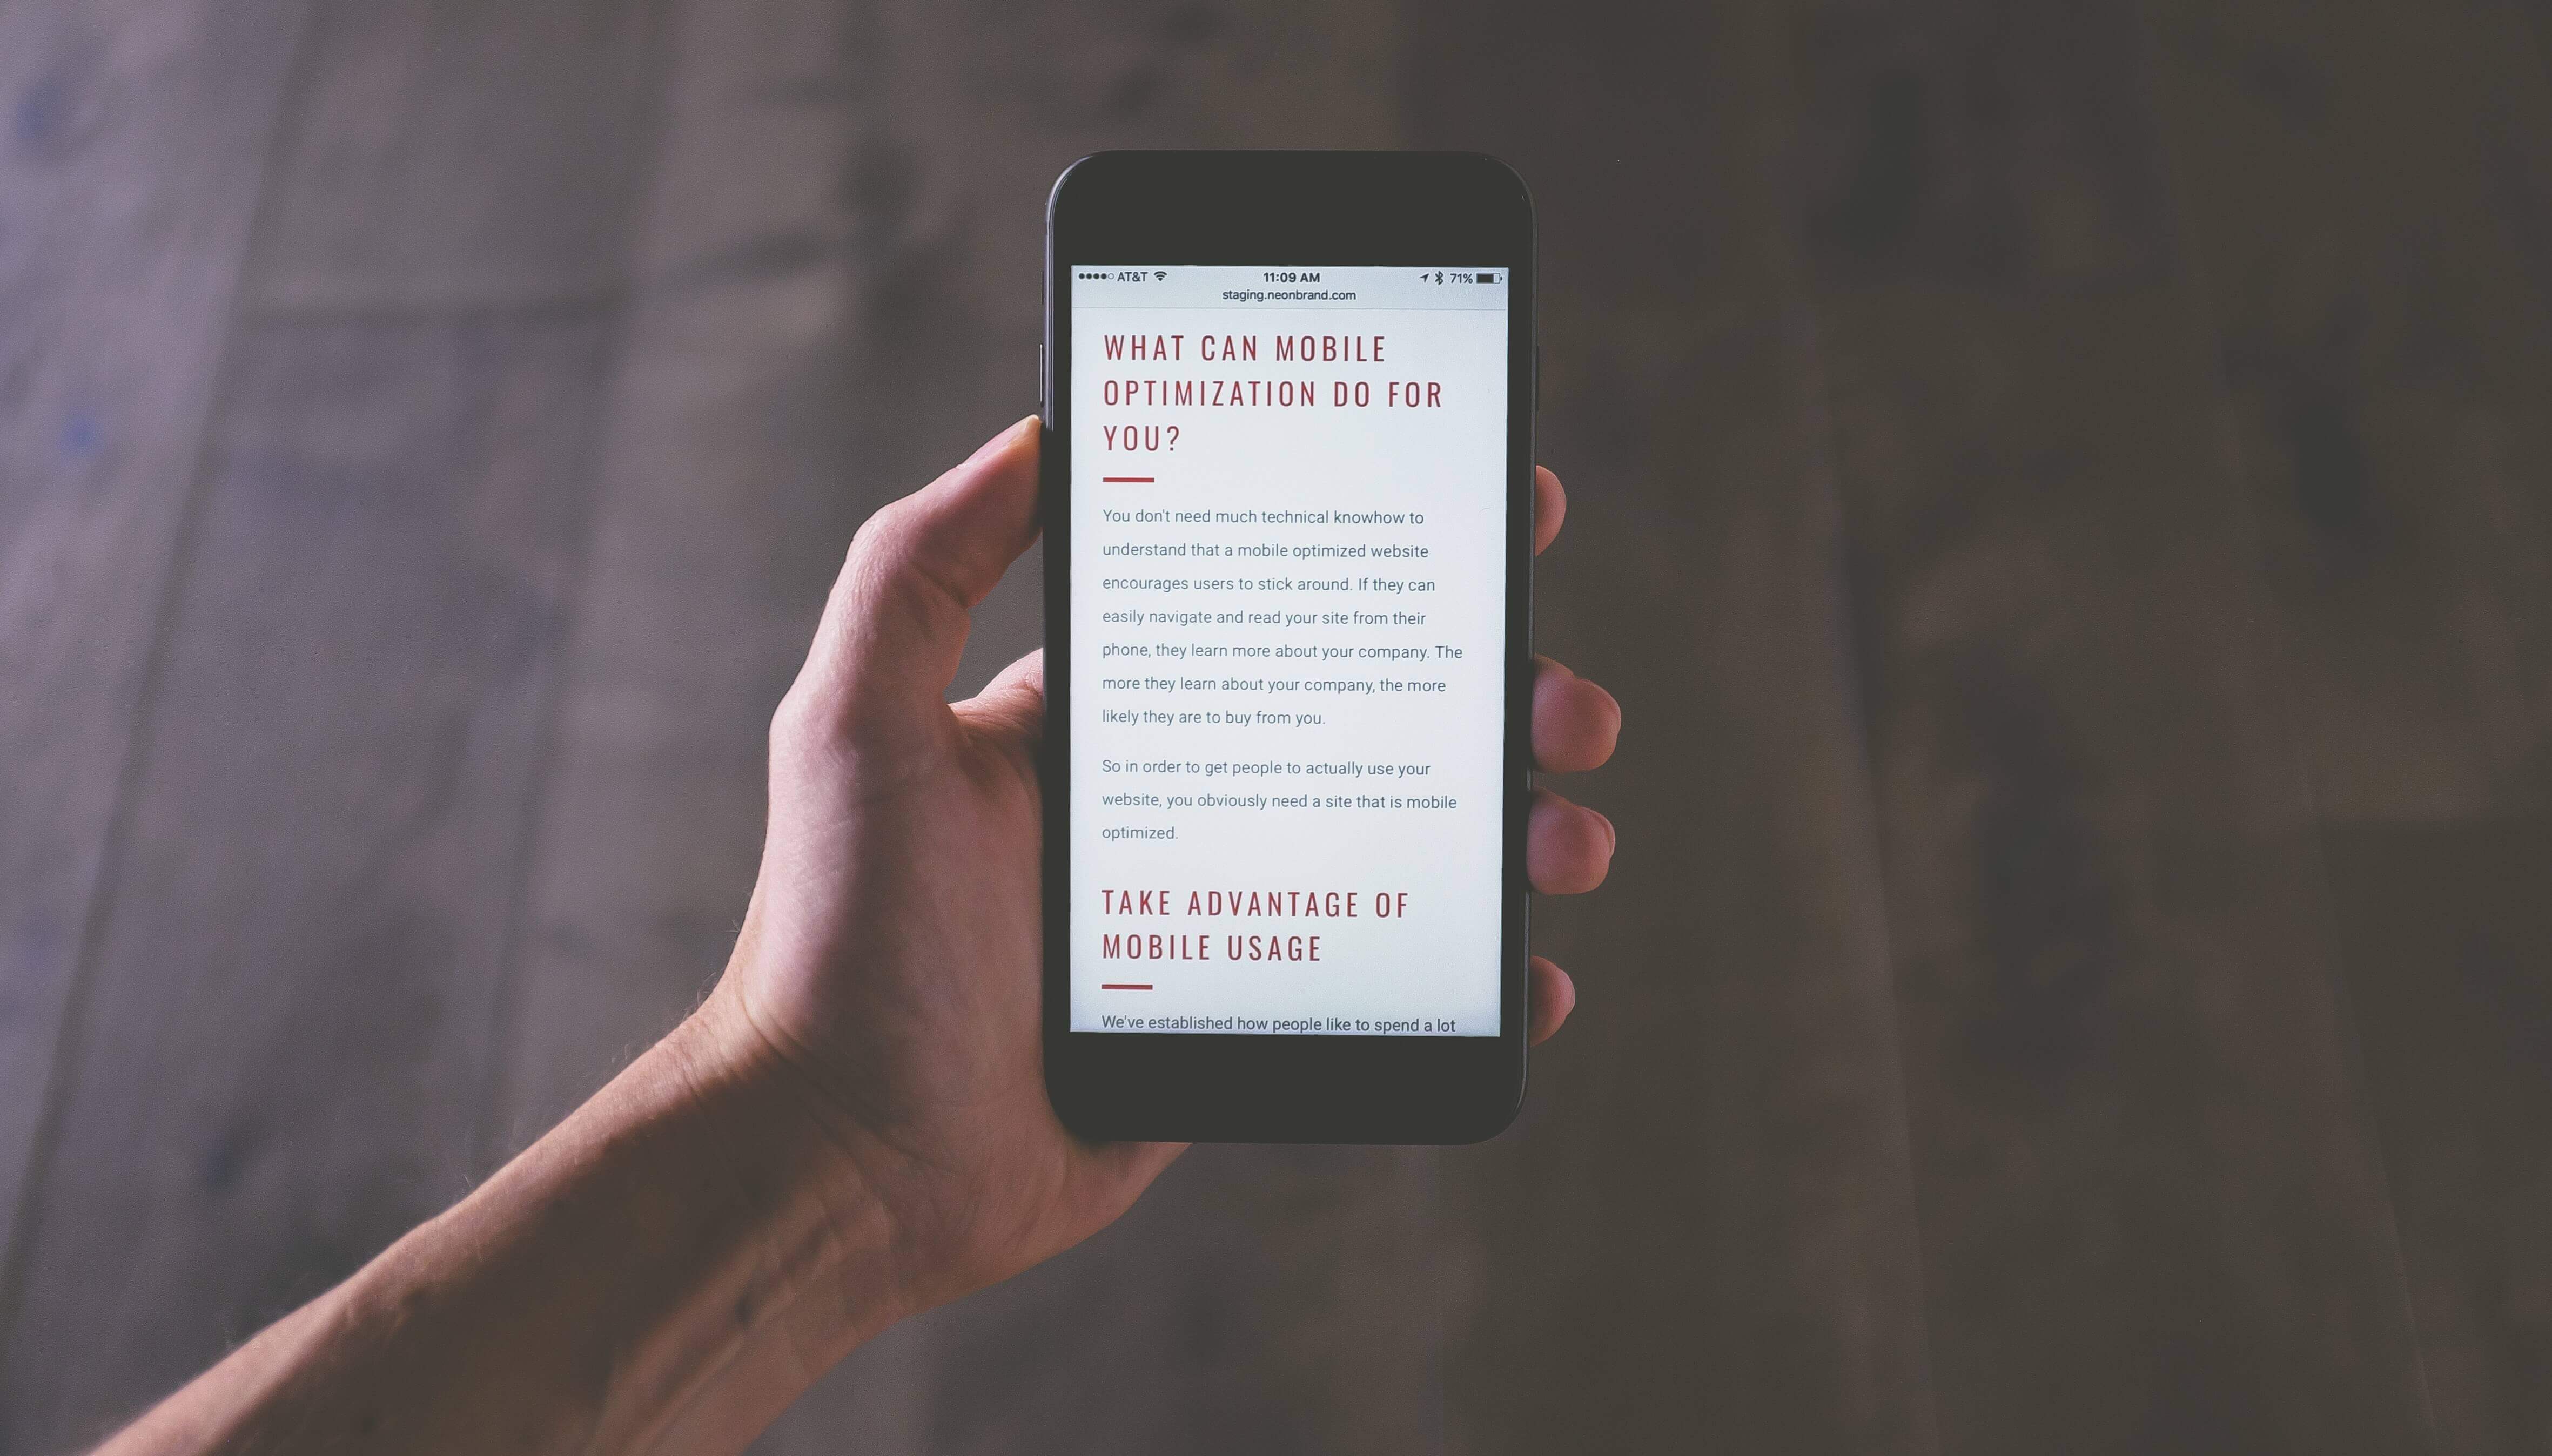 AT&T 11:09 AM 71%
staging.neonbrand.com
WHAT CAN MOBILE
OPTIMIZATION DO FOR
YOU?
You don't need much technical knowhow to
understand that a mobile optimized website
encourages users to stick around. If they can
easily navigate and read your site from their
phone, they learn more about your company. The
more they learn about your company, the more
likely they are to buy from you.
So in order to get people to actually use your
website, you obviously need a site that is mobile
optimized.
TAKE ADVANTAGE OF
MOBILE USAGE
We've established how people like to spend a lot